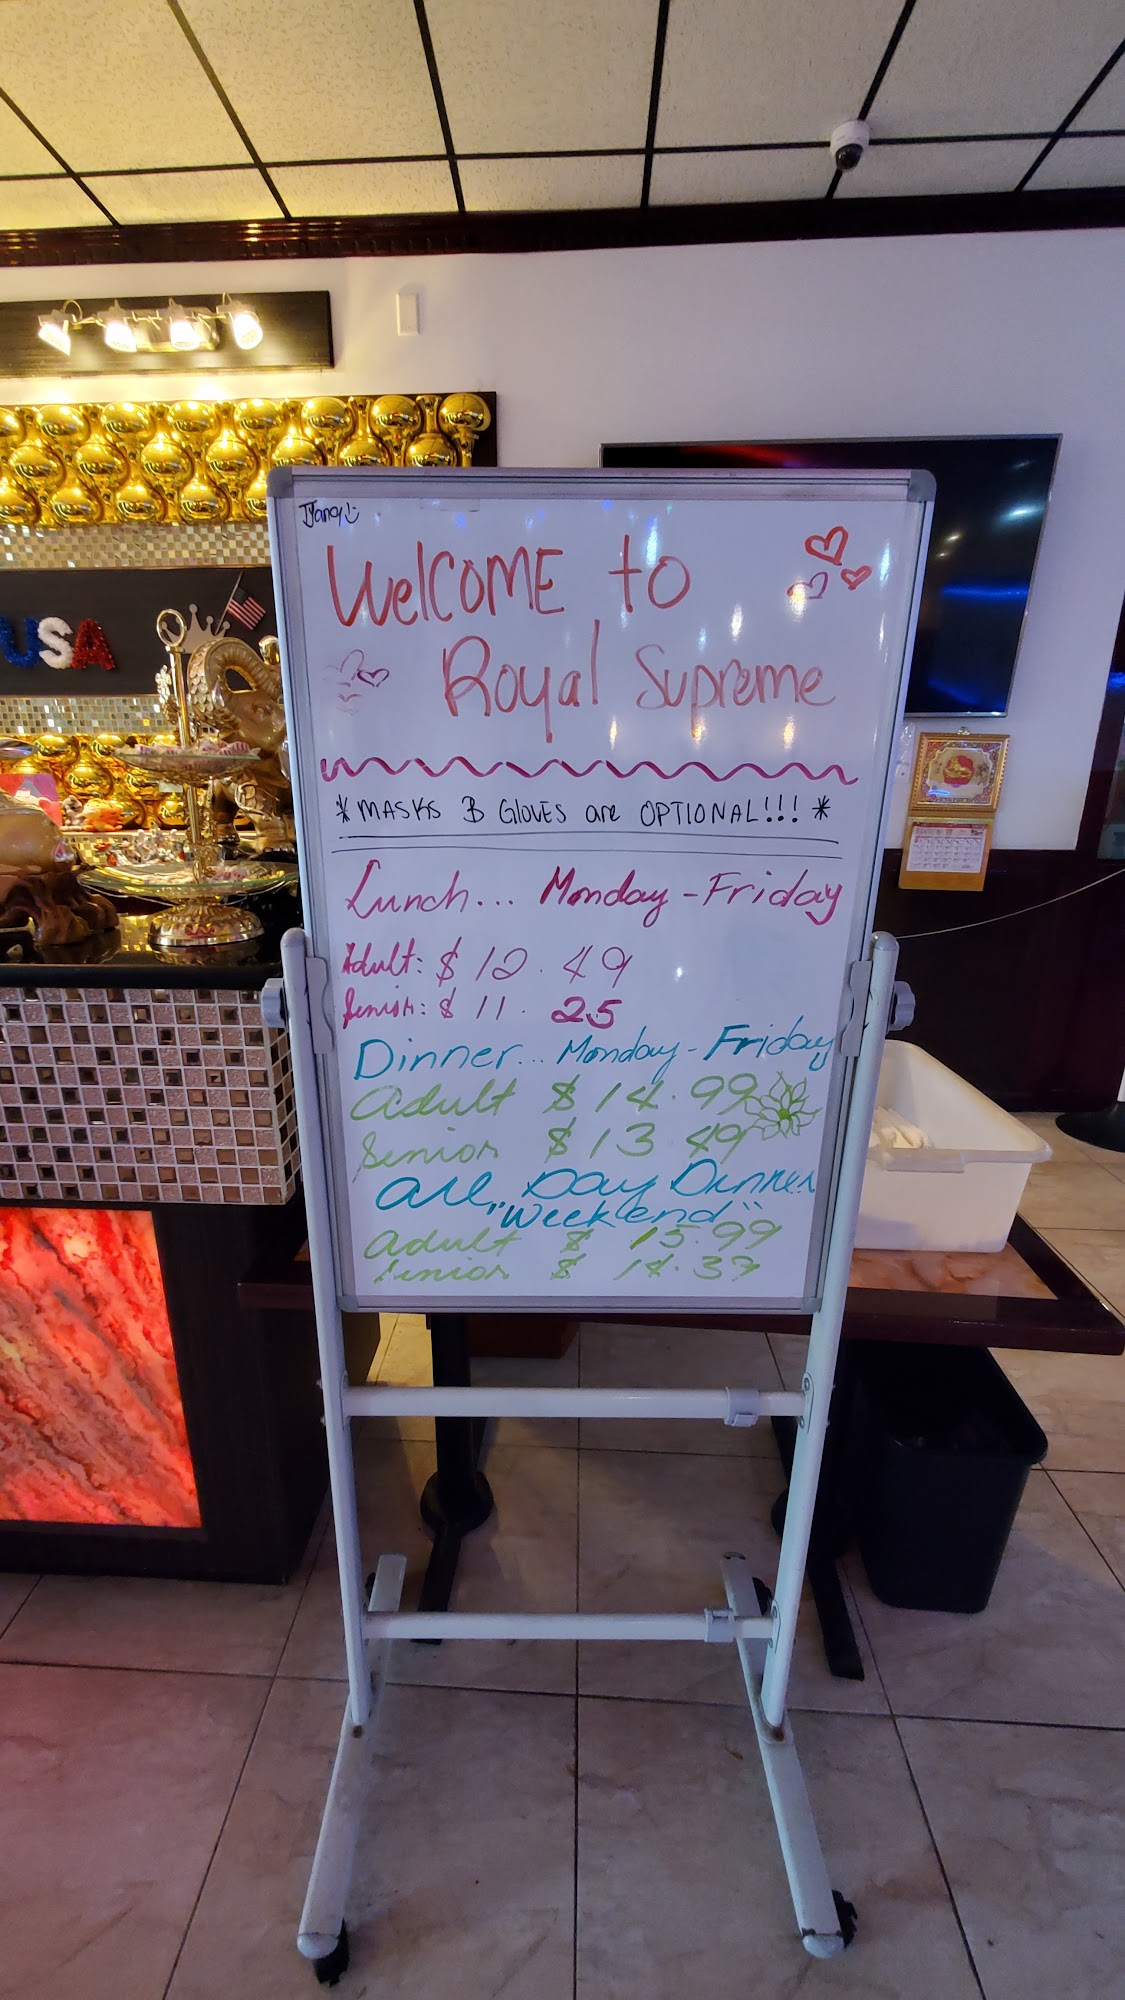 WelCOME to
Royal Supreme
*MASKS & GlOVES are OPTIONAL!!!*
Lunch... Monday-Friday
Adult: $12.49
Senior: $11.25
Dinner... Monday-Friday
Adult $14.99
Senior $13.49
All Day Dinner
"Weekend"
Adult $15.99
Senior $14.39
USA